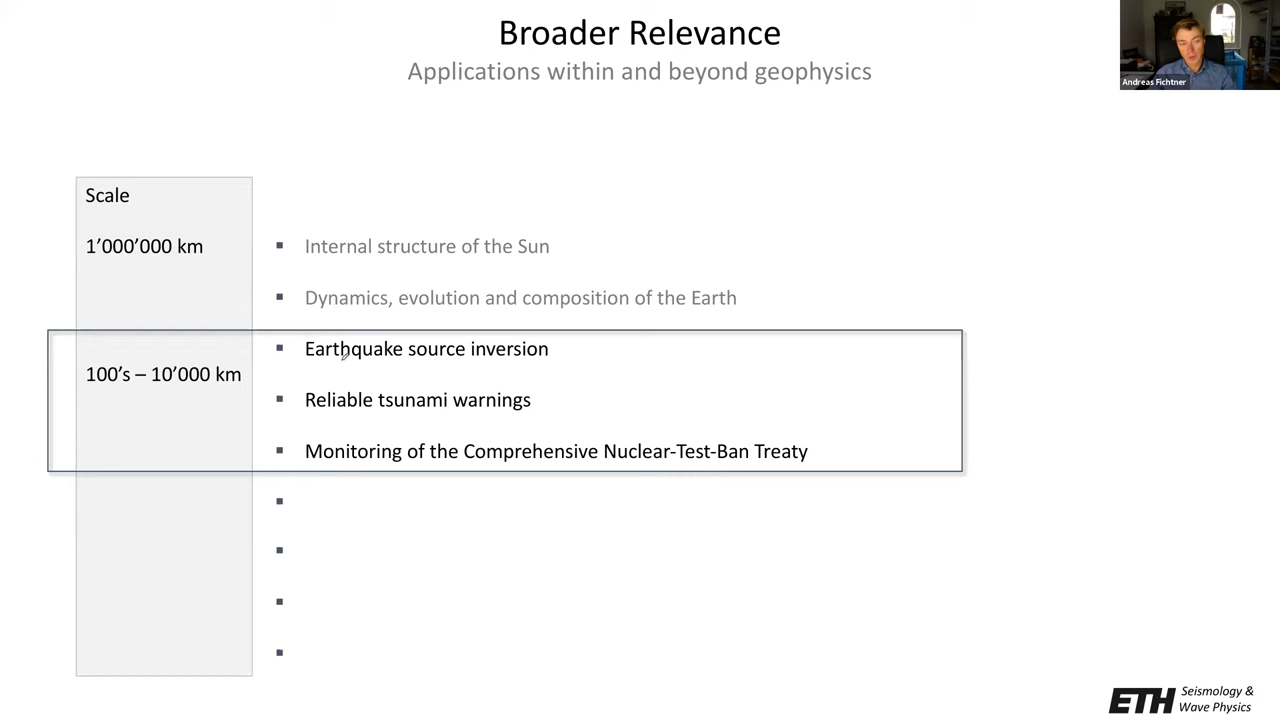 Broader Relevance
Applications within and beyond geophysics
Andreas Fichtner
Scale
1’000’000 km
Internal structure of the Sun
Dynamics, evolution and composition of the Earth
Earthquake source inversion
100’s – 10’000 km
Reliable tsunami warnings
Monitoring of the Comprehensive Nuclear-Test-Ban Treaty
ETH Seismology &
Wave Physics